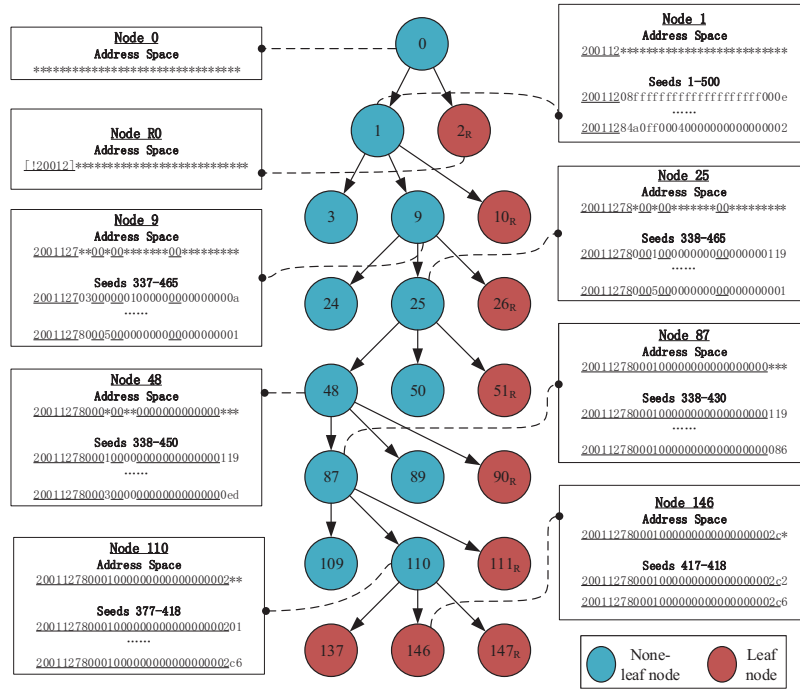 Node 0
Address Space
********************************
Node R0
Address Space
[!20012]***************************
Node 9
Address Space
2001127**00*00*******00*********
Seeds 337-465
2001127030000001000000000000000a
......
20011278000500000000000000000001
Node 48
Address Space
20011278000*00**0000000000000***
Seeds 338-450
20011278000100000000000000000119
......
200112780003000000000000000000ed
Node 110
Address Space
200112780001000000000000000002**
Seeds 377-418
20011278000100000000000000000201
......
200112780001000000000000000002c6
0
1
2R
3
9
10R
24
25
26R
48
50
51R
87
89
90R
109
110
111R
137
146
147R
Node 1
Address Space
200112**************************
Seeds 1-500
20011208ffffffffffffffffffff000e
......
20011284a0ff00040000000000000002
Node 25
Address Space
20011278*00*00*******00*********
Seeds 338-465
20011278000100000000000000000119
......
20011278000500000000000000000001
Node 87
Address Space
20011278000100000000000000000***
Seeds 338-430
20011278000100000000000000000119
......
20011278000100000000000000000086
Node 146
Address Space
200112780001000000000000000002c*
Seeds 417-418
200112780001000000000000000002c2
200112780001000000000000000002c6
None-leaf node
Leaf node